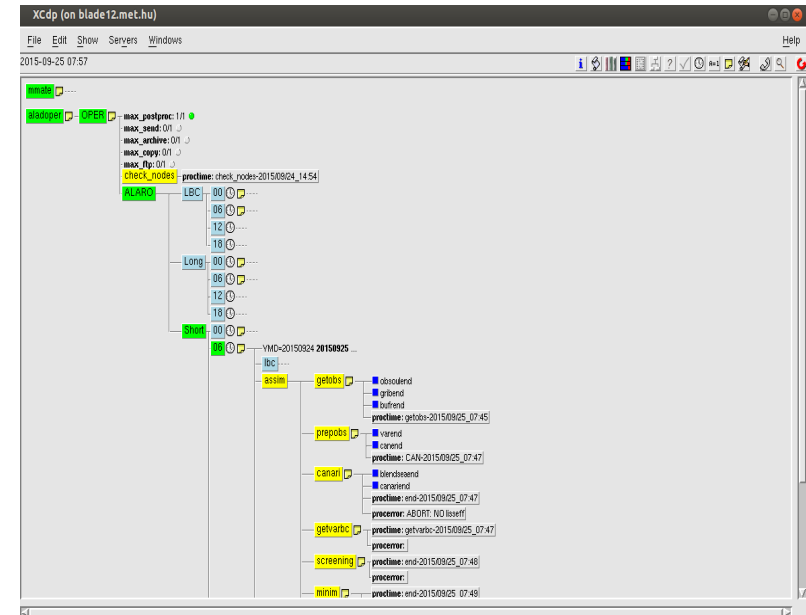 XCdp (on blade12.met.hu)
File Edit Show Servers Windows Help
2015-09-25 07:57
mmate
aladoper OPER max_postproc: 1/1
max_send: 0/1
max_archive: 0/1
max_copy: 0/1
max_ftp: 0/1
check_nodes proctime: check_nodes-2015/09/24_14:54
ALARO LBC 00
06
12
18
Long 00
06
12
18
Short 00
06 YMD=20150924 20150925 ...
lbc
assim getobs obsoulend
gribend
bufrend
proctime: getobs-2015/09/25_07:45
prepobs varend
canend
proctime: CAN-2015/09/25_07:47
canari blendseaend
canariend
proctime: end-2015/09/25_07:47
procerror: ABORT: NO lisseff
getvarbc proctime: getvarbc-2015/09/25_07:47
procerror:
screening proctime: end-2015/09/25_07:48
procerror:
minim proctime: end-2015/09/25_07:49